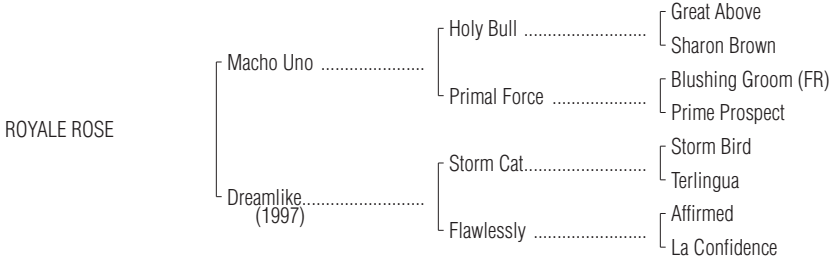 Great Above
Holy Bull ..........................
Sharon Brown
Macho Uno ......................
Blushing Groom (FR)
Primal Force ....................
Prime Prospect
ROYALE ROSE
Storm Bird
Storm Cat..........................
Terlingua
Dreamlike..........................
(1997)
Affirmed
Flawlessly ........................
La Confidence